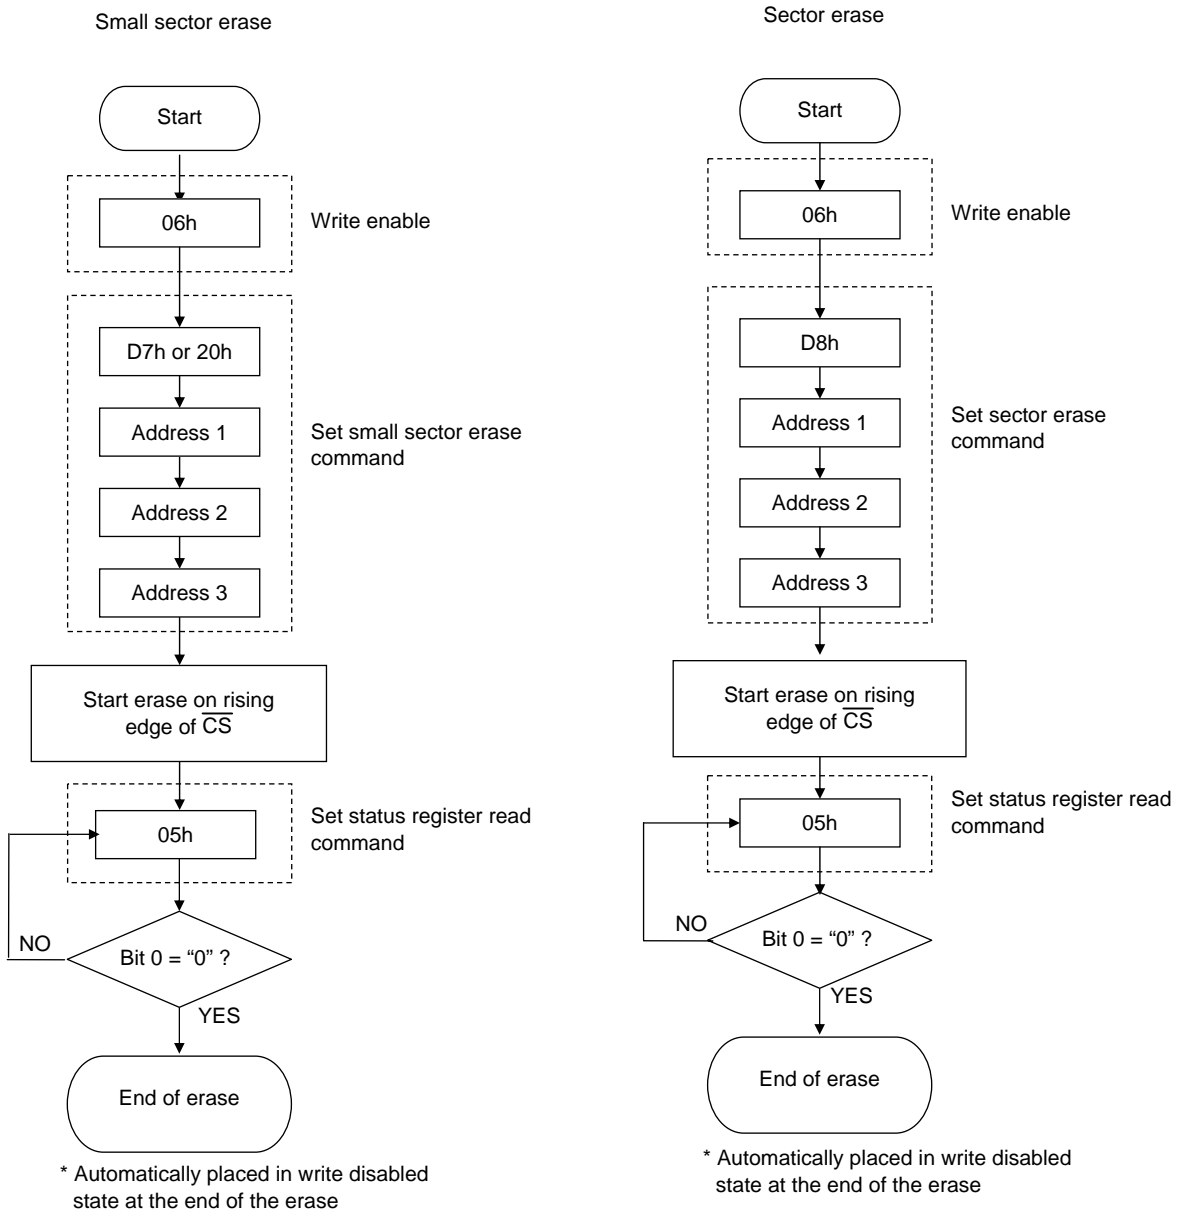 Small sector erase
Start
06h
Write enable
D7h or 20h
Address 1
Address 2
Address 3
Set small sector erase
command
Start erase on rising
edge of C̅S̅
05h
Set status register read
command
Bit 0 = “0” ?
NO
YES
End of erase
* Automatically placed in write disabled
state at the end of the erase
Sector erase
Start
06h
Write enable
D8h
Address 1
Address 2
Address 3
Set sector erase
command
Start erase on rising
edge of C̅S̅
05h
Set status register read
command
Bit 0 = “0” ?
NO
YES
End of erase
* Automatically placed in write disabled
state at the end of the erase